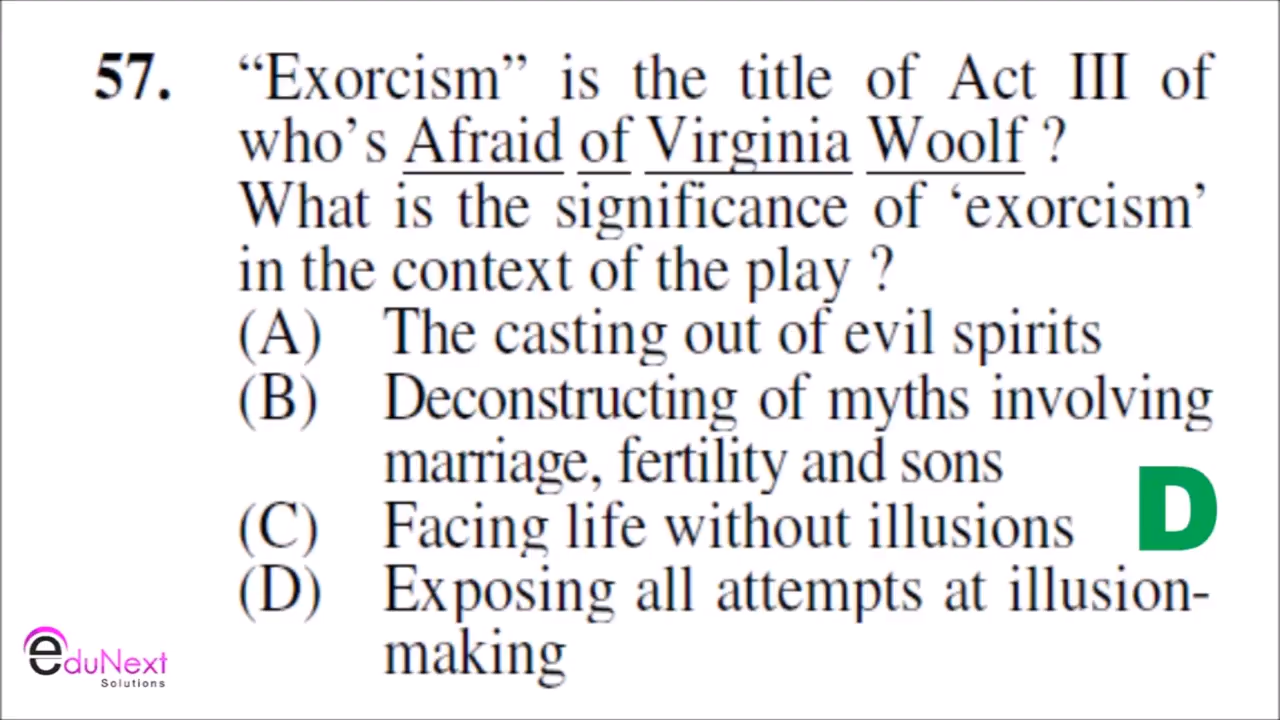 57. “Exorcism” is the title of Act III of
who’s Afraid of Virginia Woolf ?
What is the significance of ‘exorcism’
in the context of the play ?
(A) The casting out of evil spirits
(B) Deconstructing of myths involving
marriage, fertility and sons
(C) Facing life without illusions
D
(D) Exposing all attempts at illusion-
making
eduNext
Solutions